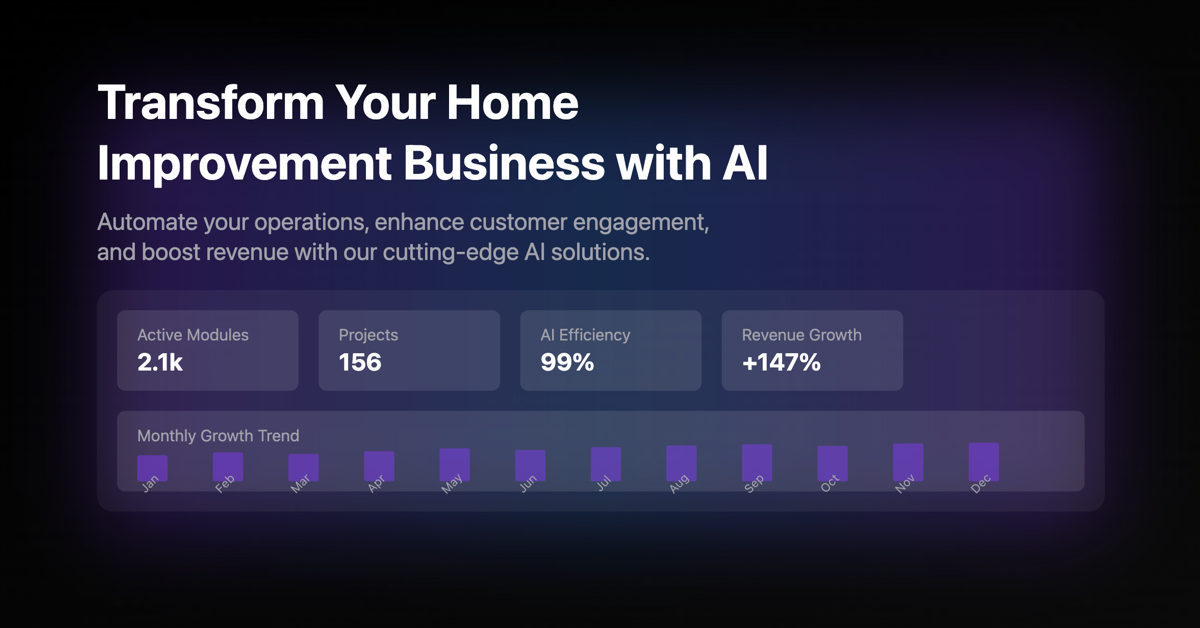 Transform Your Home
Improvement Business with AI
Automate your operations, enhance customer engagement,
and boost revenue with our cutting-edge AI solutions.
Active Modules
2.1k
Projects
156
AI Efficiency
99%
Revenue Growth
+147%
Monthly Growth Trend
Jan Feb Mar Apr May Jun Jul Aug Sep Oct Nov Dec